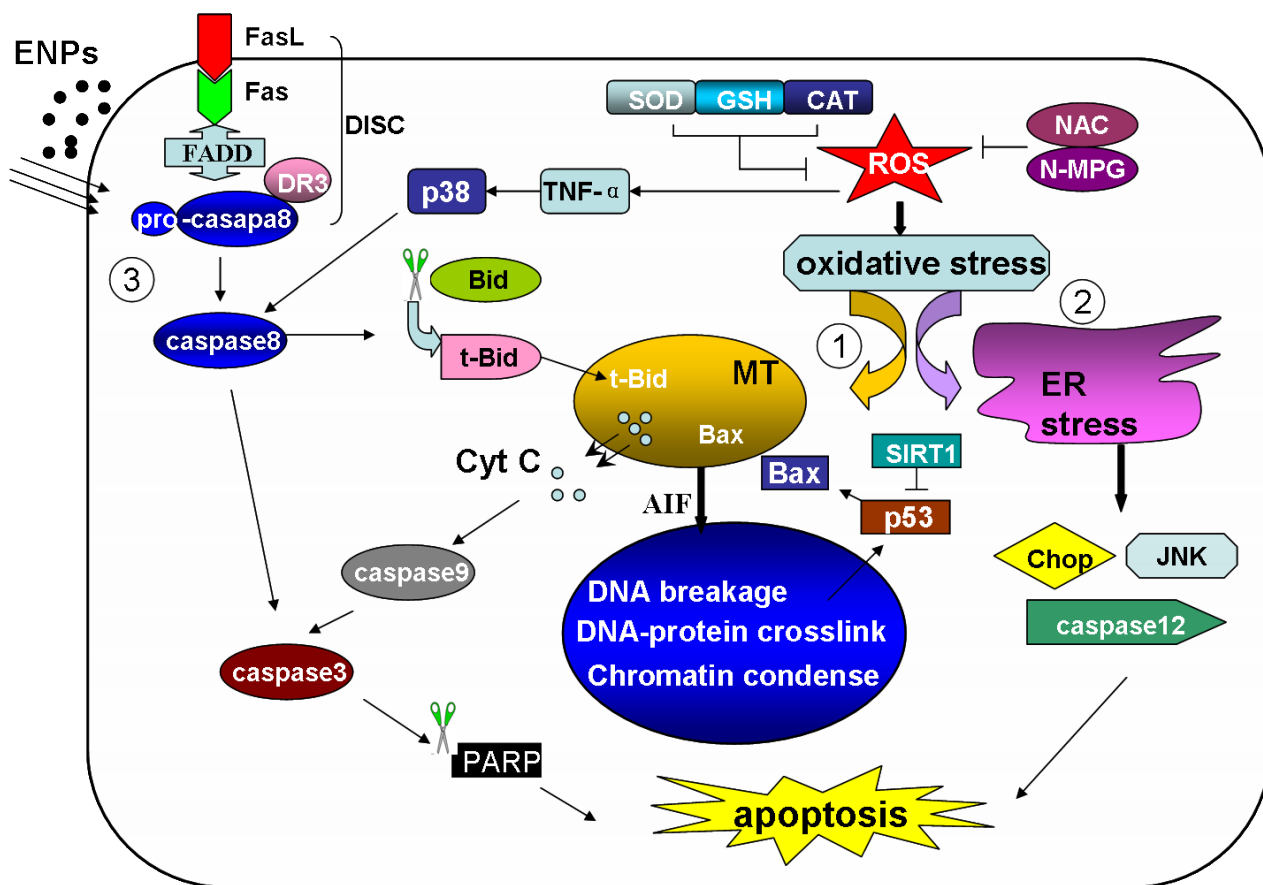 ENPs
FasL
Fas
DISC
FADD
DR3
pro-casapa8
SOD GSH CAT
ROS
NAC
N-MPG
p38
TNF-α
oxidative stress
3
Bid
caspase8
t-Bid
1
2
t-Bid
MT
Bax
ER
stress
Cyt C
SIRT1
Bax
AIF
p53
Chop
JNK
caspase9
DNA breakage
DNA-protein crosslink
Chromatin condense
caspase12
caspase3
PARP
apoptosis